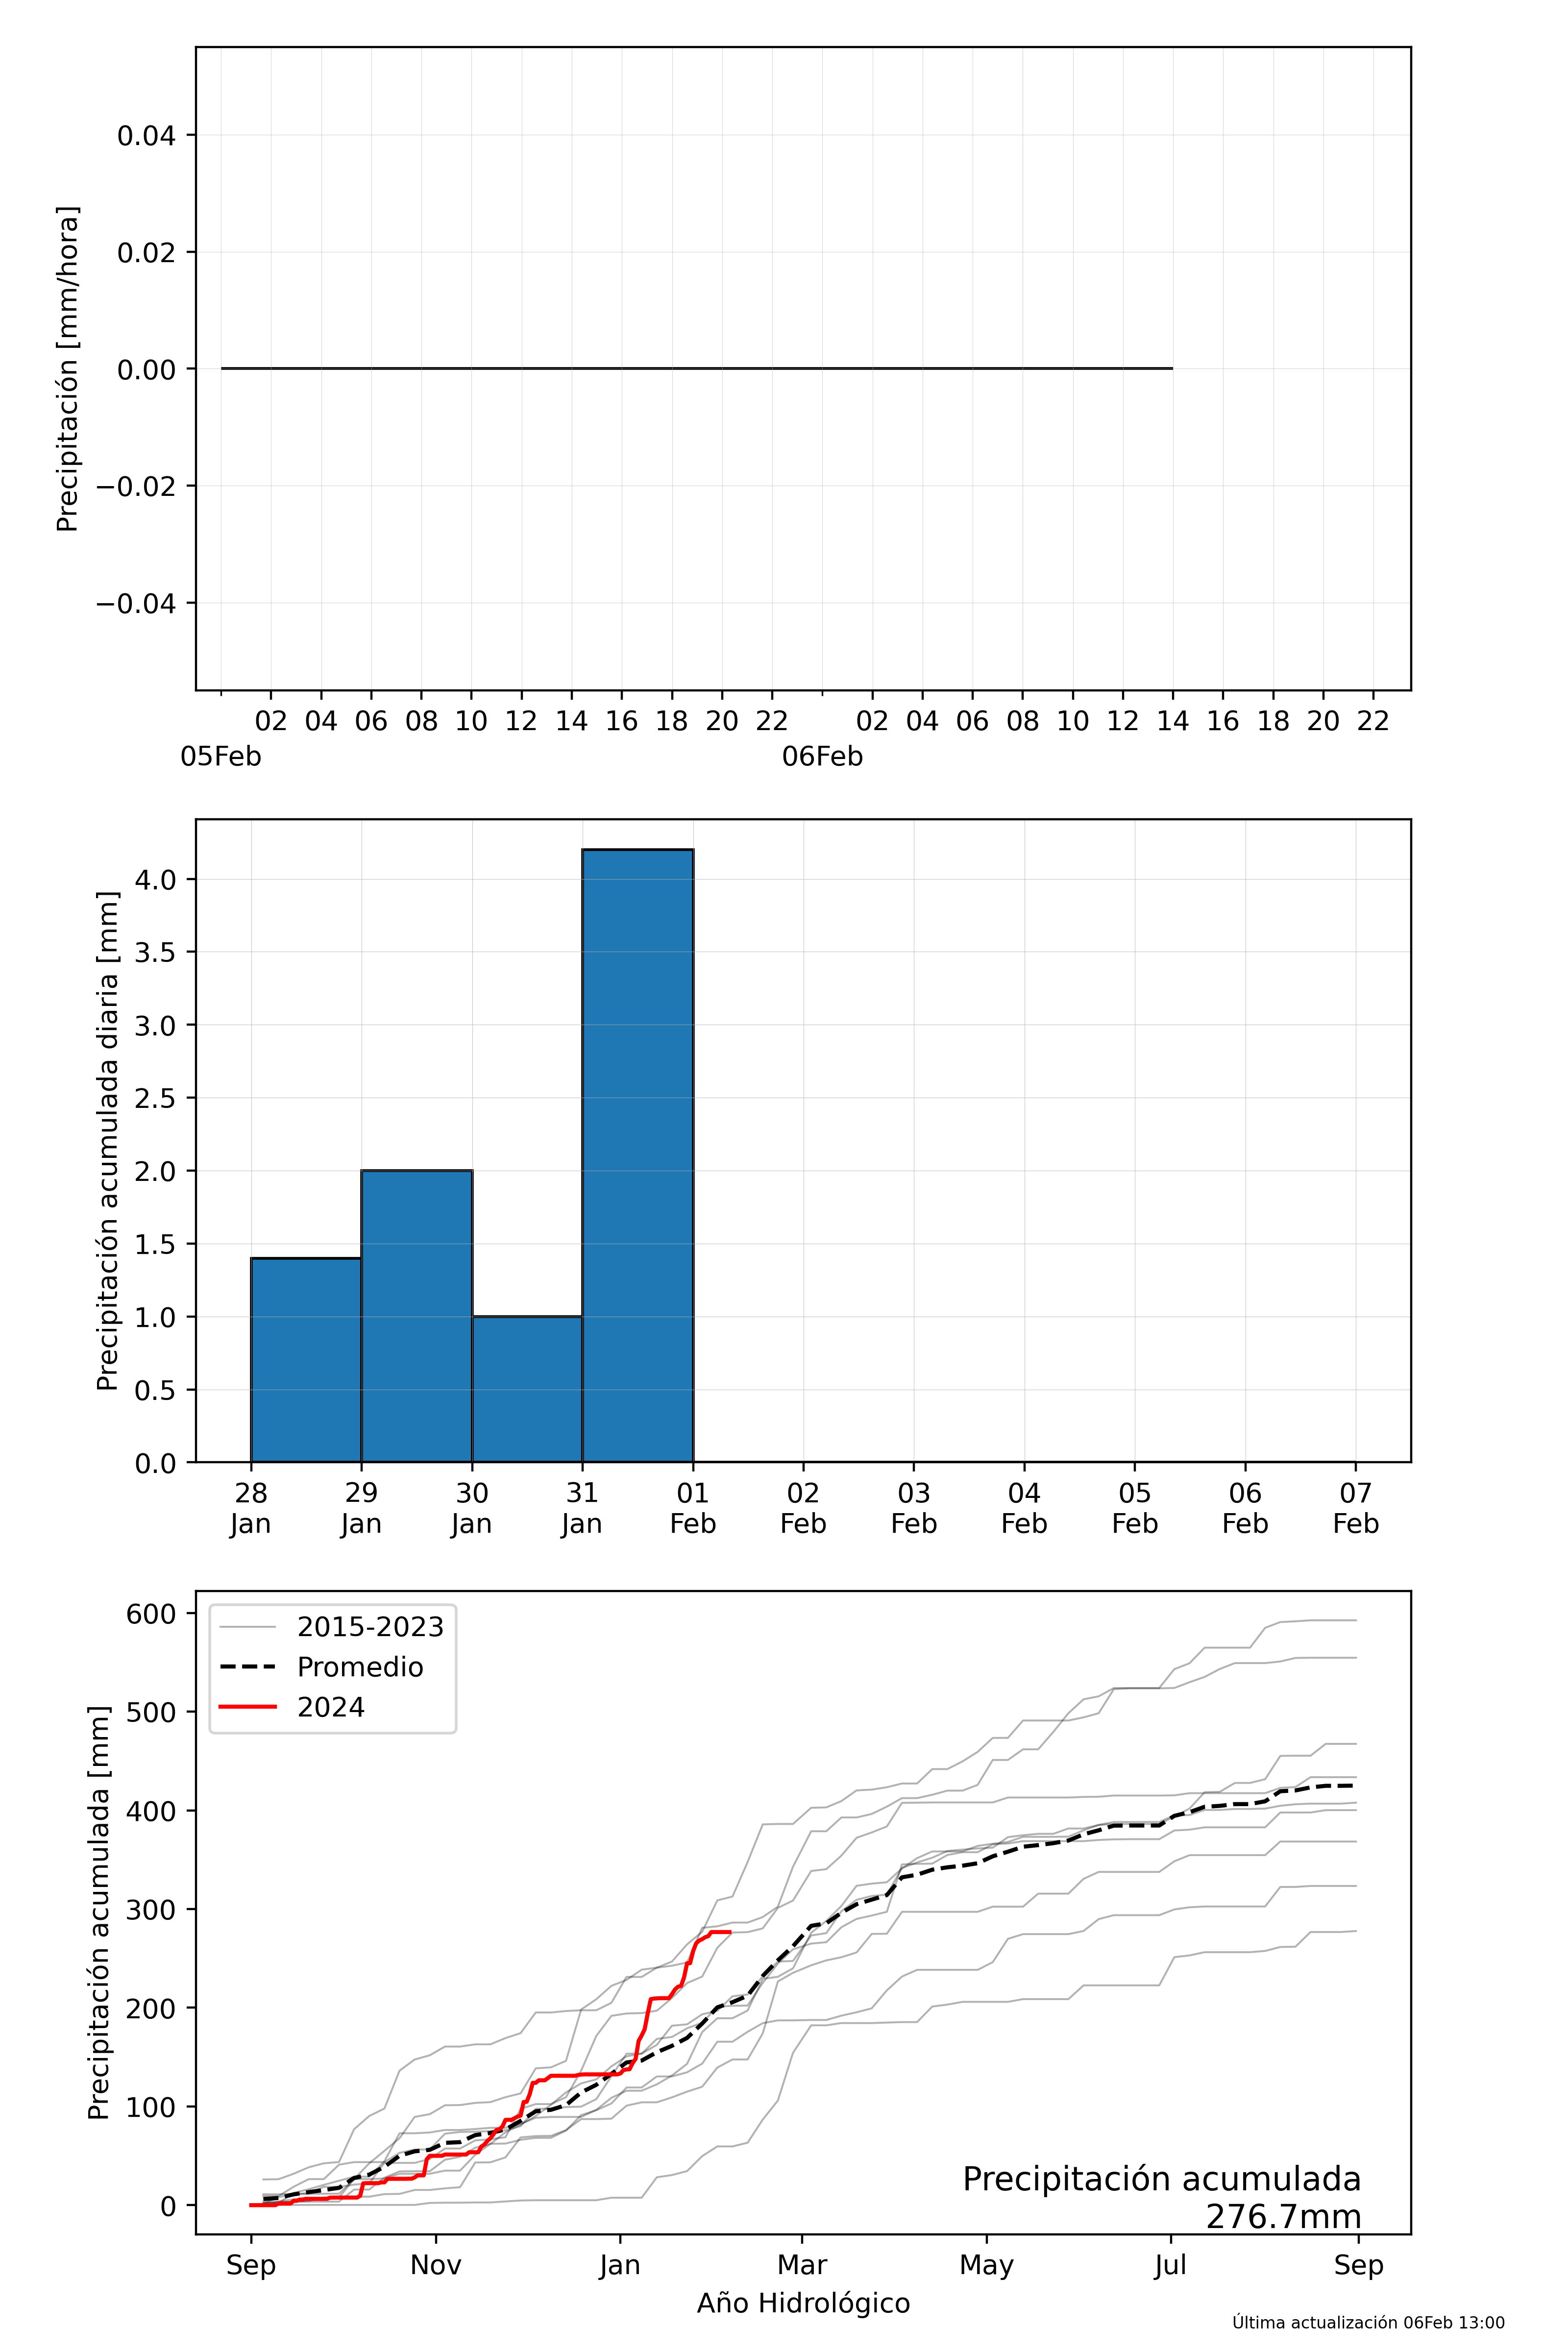 Precipitación [mm/hora]
0.04
0.02
0.00
−0.02
−0.04
02 04 06 08 10 12 14 16 18 20 22 02 04 06 08 10 12 14 16 18 20 22
05Feb 06Feb
Precipitación acumulada diaria [mm]
4.0
3.5
3.0
2.5
2.0
1.5
1.0
0.5
0.0
28 29 30 31 01 02 03 04 05 06 07
Jan Jan Jan Jan Feb Feb Feb Feb Feb Feb Feb
Precipitación acumulada [mm]
600
500
400
300
200
100
0
2015-2023
Promedio
2024
Precipitación acumulada
276.7mm
Sep Nov Jan Mar May Jul Sep
Año Hidrológico
Última actualización 06Feb 13:00